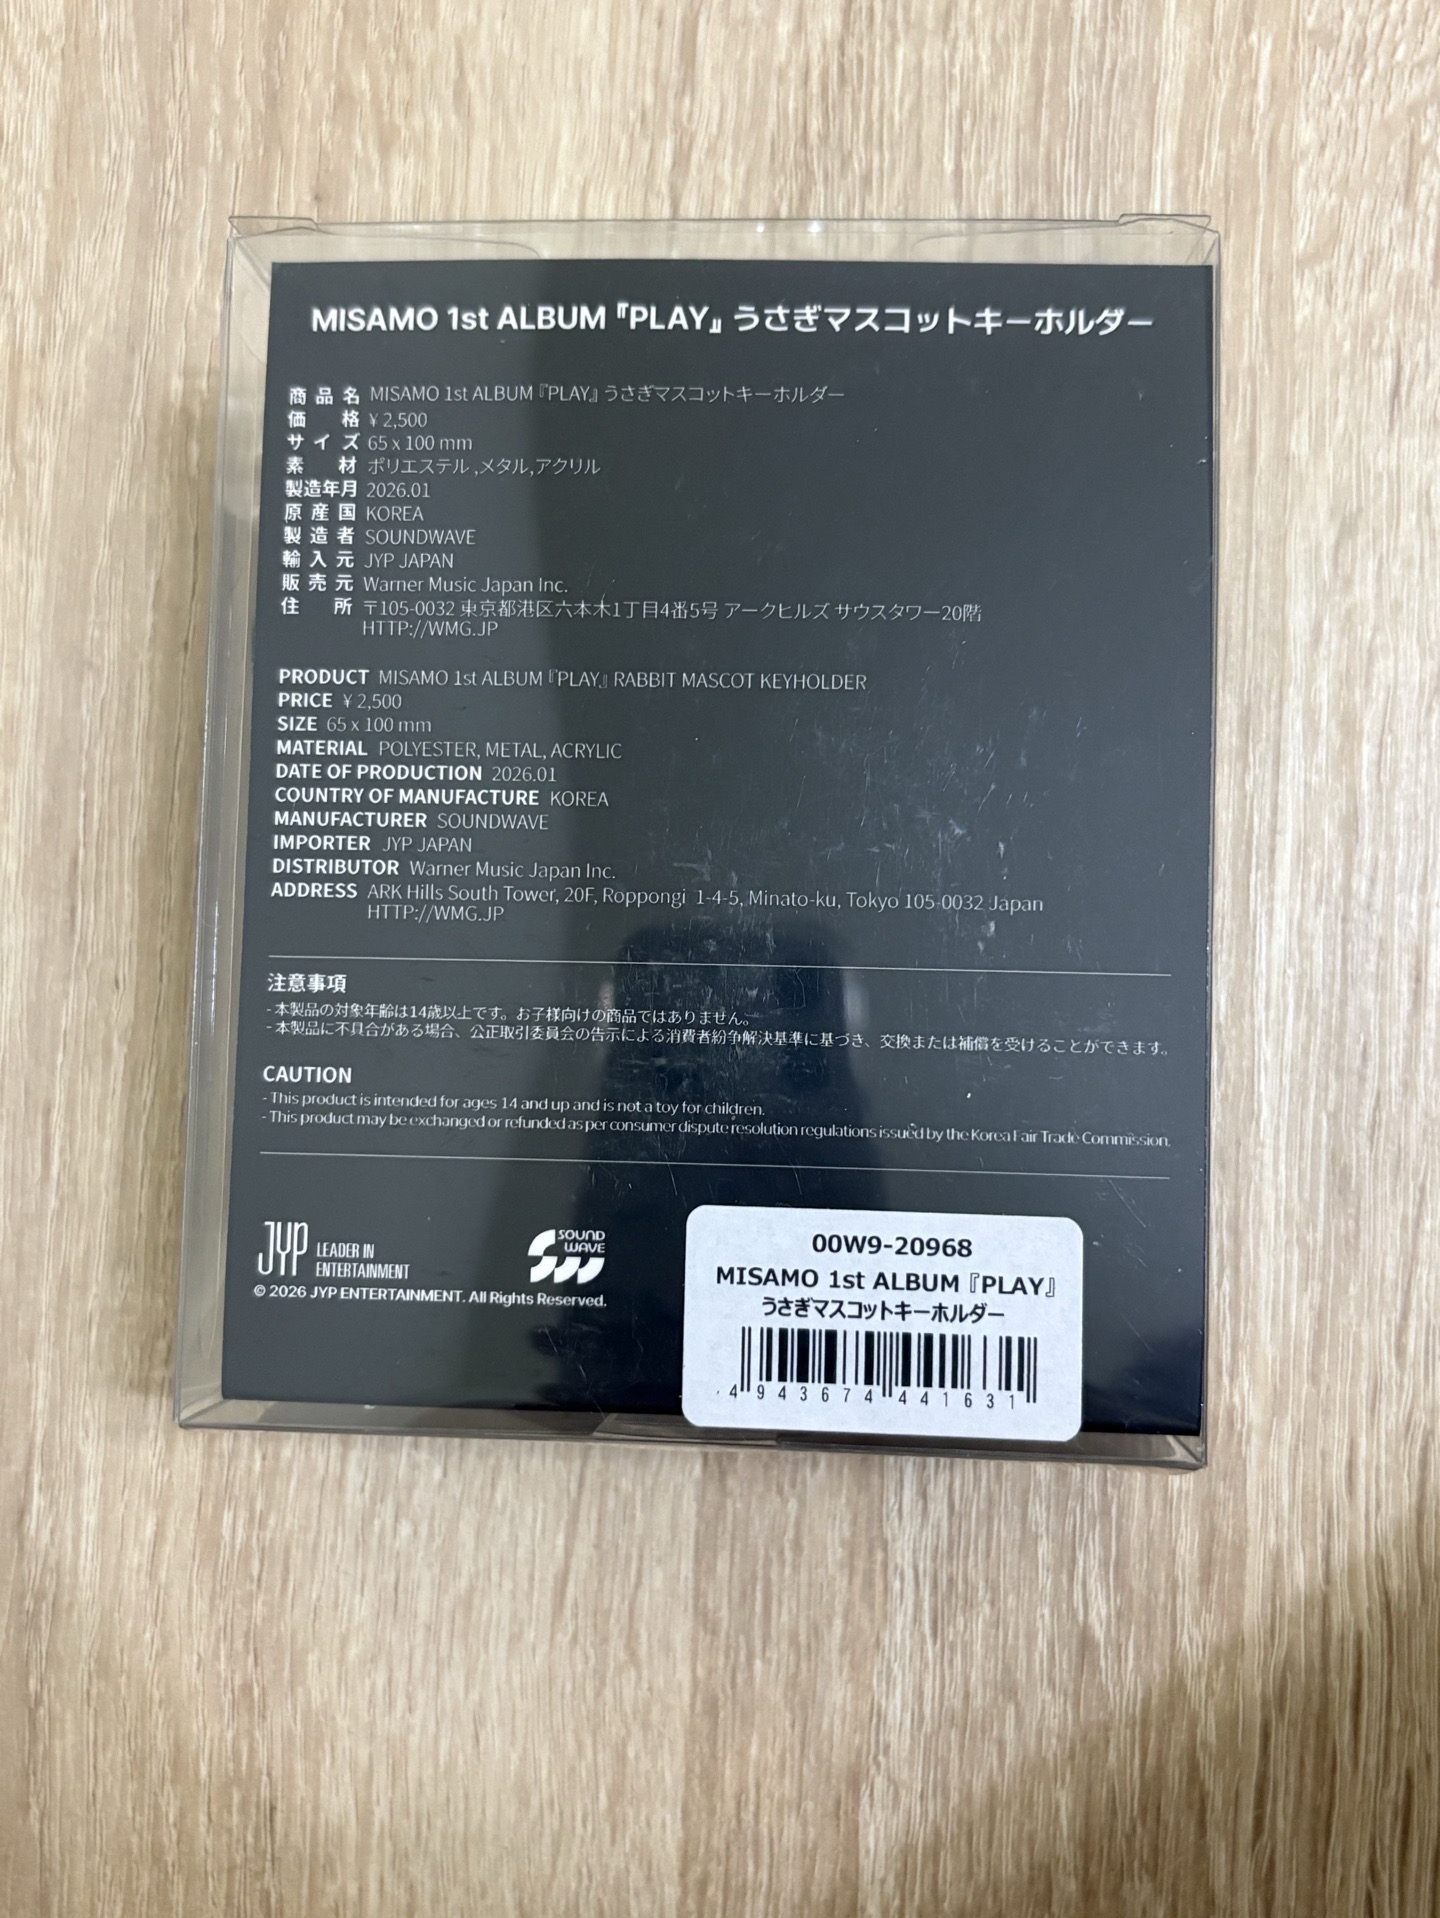 MISAMO 1st ALBUM『PLAY』うさぎマスコットキーホルダー
商品名 MISAMO 1st ALBUM『PLAY』うさぎマスコットキーホルダー
価格 ¥ 2,500
サイズ 65 x 100 mm
素材 ポリエステル ,メタル,アクリル
製造年月 2026.01
原産国 KOREA
製造者 SOUNDWAVE
輸入元 JYP JAPAN
販売元 Warner Music Japan Inc.
住所 〒105-0032 東京都港区六本木1丁目4番5号 アークヒルズ サウスタワー20階
HTTP://WMG.JP
PRODUCT MISAMO 1st ALBUM『PLAY』RABBIT MASCOT KEYHOLDER
PRICE ¥ 2,500
SIZE 65 x 100 mm
MATERIAL POLYESTER, METAL, ACRYLIC
DATE OF PRODUCTION 2026.01
COUNTRY OF MANUFACTURE KOREA
MANUFACTURER SOUNDWAVE
IMPORTER JYP JAPAN
DISTRIBUTOR Warner Music Japan Inc.
ADDRESS ARK Hills South Tower, 20F, Roppongi 1-4-5, Minato-ku, Tokyo 105-0032 Japan
HTTP://WMG.JP
注意事項
- 本製品の対象年齢は14歳以上です。お子様向けの商品ではありません。
- 本製品に不具合がある場合、公正取引委員会の告示による消費者紛争解決基準に基づき、交換または補償を受けることができます。
CAUTION
- This product is intended for ages 14 and up and is not a toy for children.
- This product may be exchanged or refunded as per consumer dispute resolution regulations issued by the Korea Fair Trade Commission.
JYP LEADER IN
ENTERTAINMENT
SOUND
WAVE
© 2026 JYP ENTERTAINMENT. All Rights Reserved.
00W9-20968
MISAMO 1st ALBUM『PLAY』
うさぎマスコットキーホルダー
4943674441631